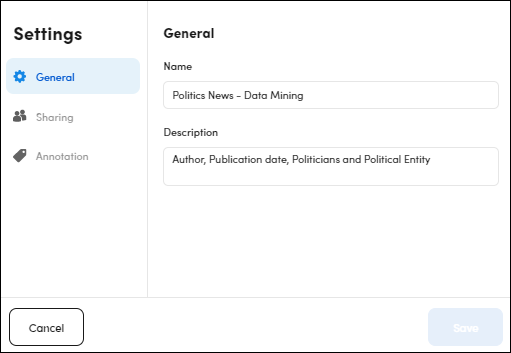 Settings
General
Sharing
Annotation
General
Name
Politics News - Data Mining
Description
Author, Publication date, Politicians and Political Entity
Cancel
Save